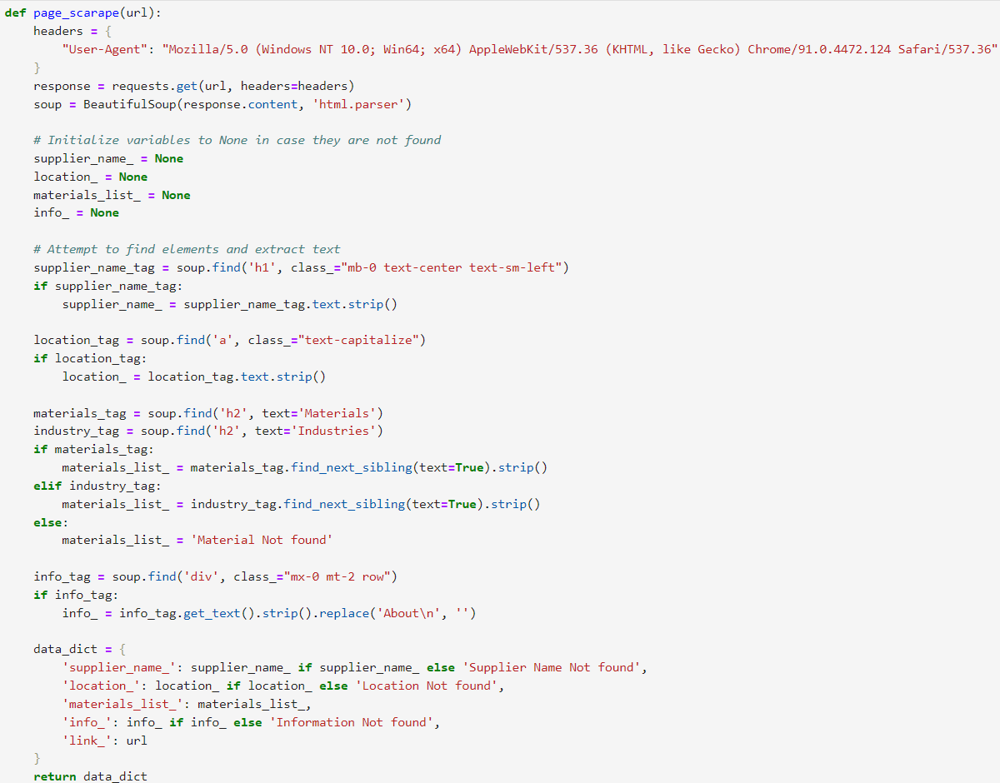 def page_scarape(url):
    headers = {
        "User-Agent": "Mozilla/5.0 (Windows NT 10.0; Win64; x64) AppleWebKit/537.36 (KHTML, like Gecko) Chrome/91.0.4472.124 Safari/537.36"
    }
    response = requests.get(url, headers=headers)
    soup = BeautifulSoup(response.content, 'html.parser')

    # Initialize variables to None in case they are not found
    supplier_name_ = None
    location_ = None
    materials_list_ = None
    info_ = None

    # Attempt to find elements and extract text
    supplier_name_tag = soup.find('h1', class_="mb-0 text-center text-sm-left")
    if supplier_name_tag:
        supplier_name_ = supplier_name_tag.text.strip()

    location_tag = soup.find('a', class_="text-capitalize")
    if location_tag:
        location_ = location_tag.text.strip()

    materials_tag = soup.find('h2', text='Materials')
    industry_tag = soup.find('h2', text='Industries')
    if materials_tag:
        materials_list_ = materials_tag.find_next_sibling(text=True).strip()
    elif industry_tag:
        materials_list_ = industry_tag.find_next_sibling(text=True).strip()
    else:
        materials_list_ = 'Material Not found'

    info_tag = soup.find('div', class_="mx-0 mt-2 row")
    if info_tag:
        info_ = info_tag.get_text().strip().replace('About\n', '')

    data_dict = {
        'supplier_name_': supplier_name_ if supplier_name_ else 'Supplier Name Not found',
        'location_': location_ if location_ else 'Location Not found',
        'materials_list_': materials_list_,
        'info_': info_ if info_ else 'Information Not found',
        'link_': url
    }
    return data_dict